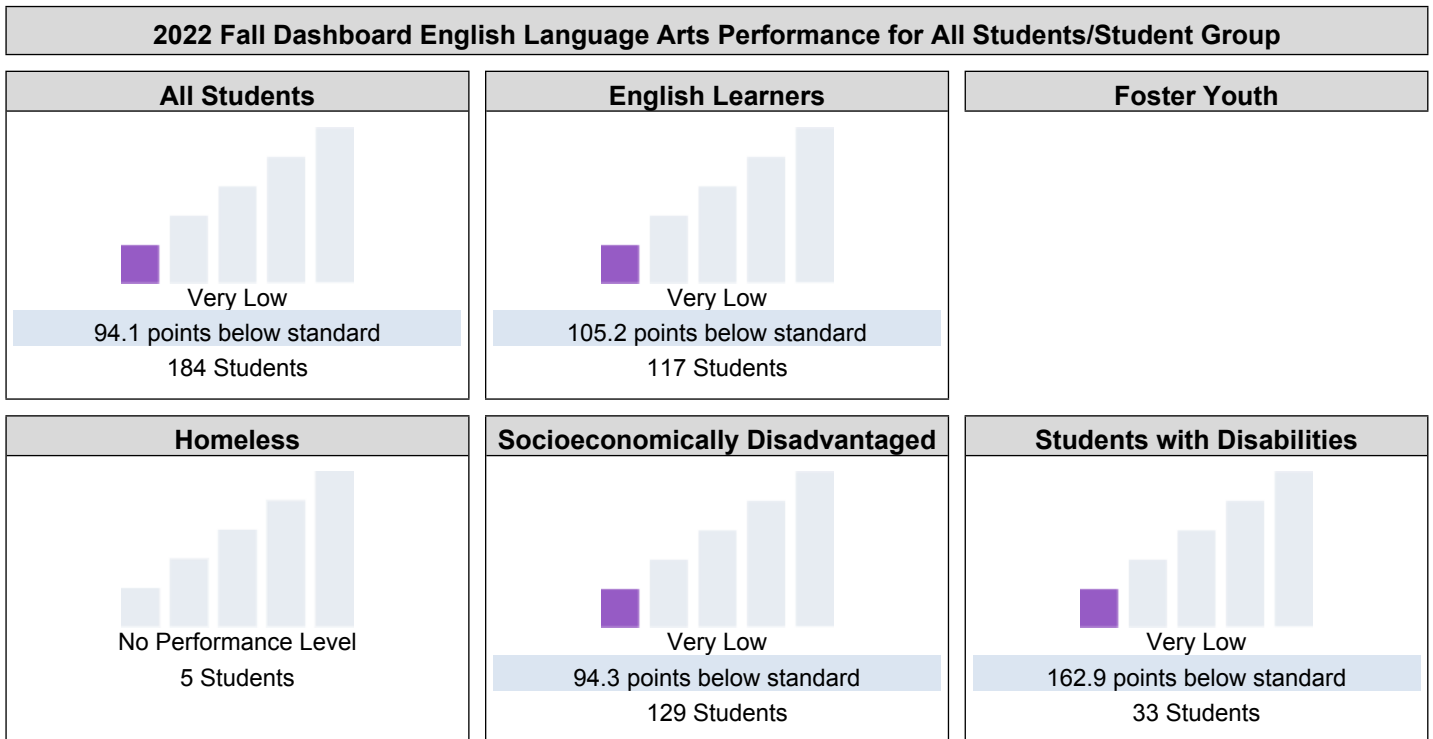 2022 Fall Dashboard English Language Arts Performance for All Students/Student Group
All Students
Very Low
94.1 points below standard
184 Students
English Learners
Very Low
105.2 points below standard
117 Students
Foster Youth
Homeless
No Performance Level
5 Students
Socioeconomically Disadvantaged
Very Low
94.3 points below standard
129 Students
Students with Disabilities
Very Low
162.9 points below standard
33 Students